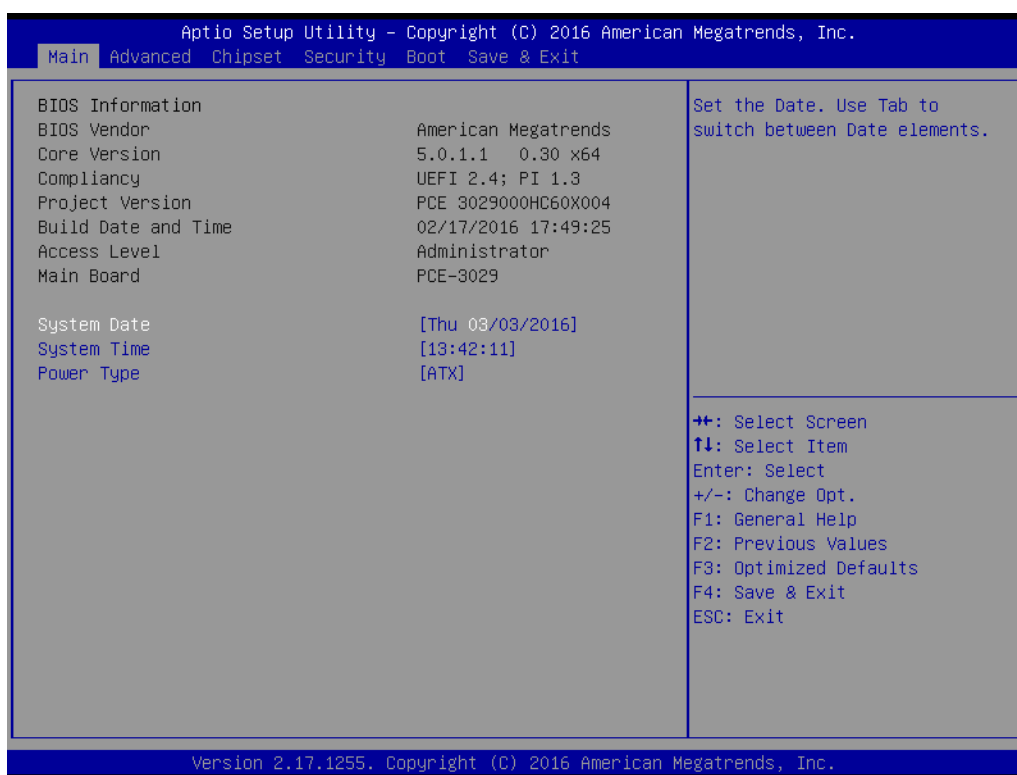 Aptio Setup Utility – Copyright (C) 2016 American Megatrends, Inc.
Main Advanced Chipset Security Boot Save & Exit
BIOS Information
BIOS Vendor American Megatrends
Core Version 5.0.1.1 0.30 x64
Compliancy UEFI 2.4; PI 1.3
Project Version PCE 3029000HC60X004
Build Date and Time 02/17/2016 17:49:25
Access Level Administrator
Main Board PCE-3029
System Date [Thu 03/03/2016]
System Time [13:42:11]
Power Type [ATX]
Set the Date. Use Tab to
switch between Date elements.
→←: Select Screen
↑↓: Select Item
Enter: Select
+/-: Change Opt.
F1: General Help
F2: Previous Values
F3: Optimized Defaults
F4: Save & Exit
ESC: Exit
Version 2.17.1255. Copyright (C) 2016 American Megatrends, Inc.